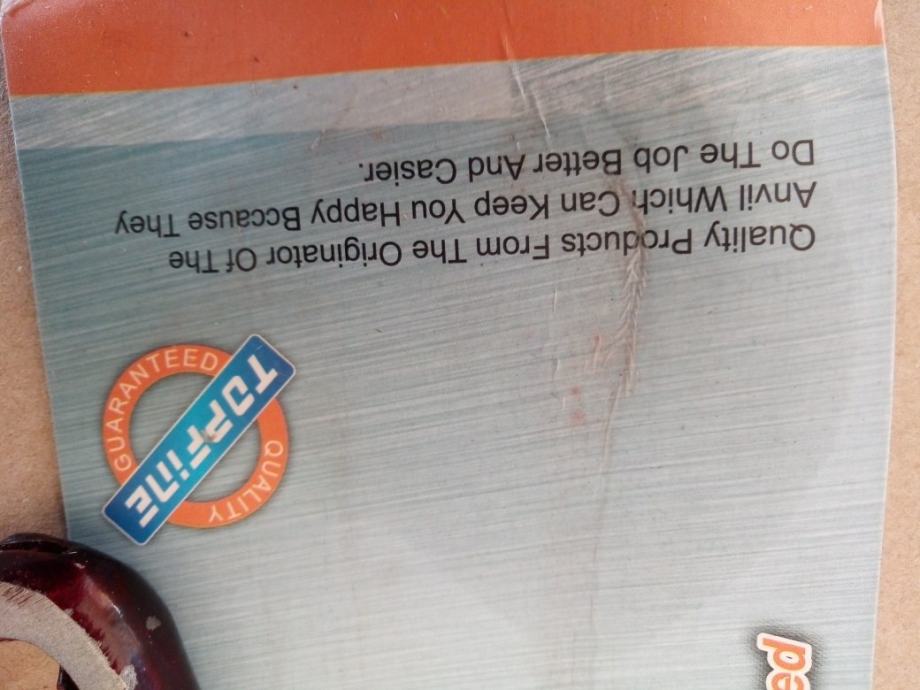 Quality Products From The Originator Of The
Anvil Which Can Keep You Happy Bccause They
Do The Job Better And Casier.
TOPFINE
QUALITY
GUARANTEED